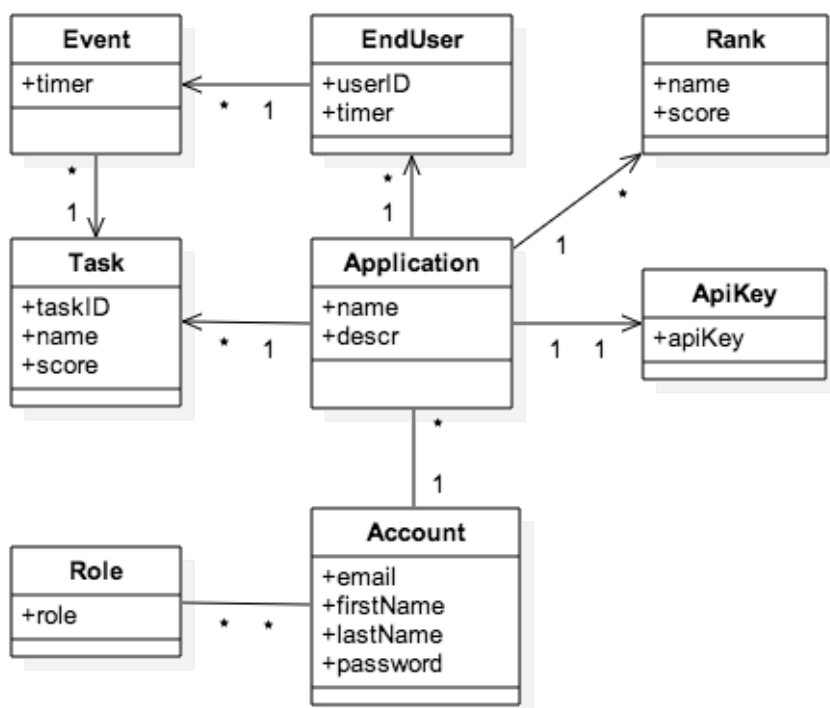 Event
+timer
EndUser
+userID
+timer
Rank
+name
+score
* 1
*
1
*
1
*
1
Task
+taskID
+name
+score
Application
+name
+descr
ApiKey
+apiKey
* 1
1 1
*
1
Role
+role
* *
Account
+email
+firstName
+lastName
+password